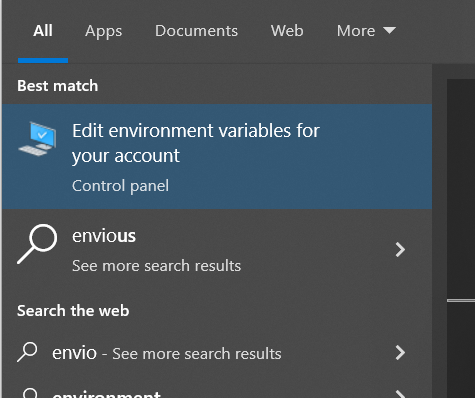 All Apps Documents Web More
Best match
Edit environment variables for
your account
Control panel
envious
See more search results
Search the web
envio - See more search results
environment